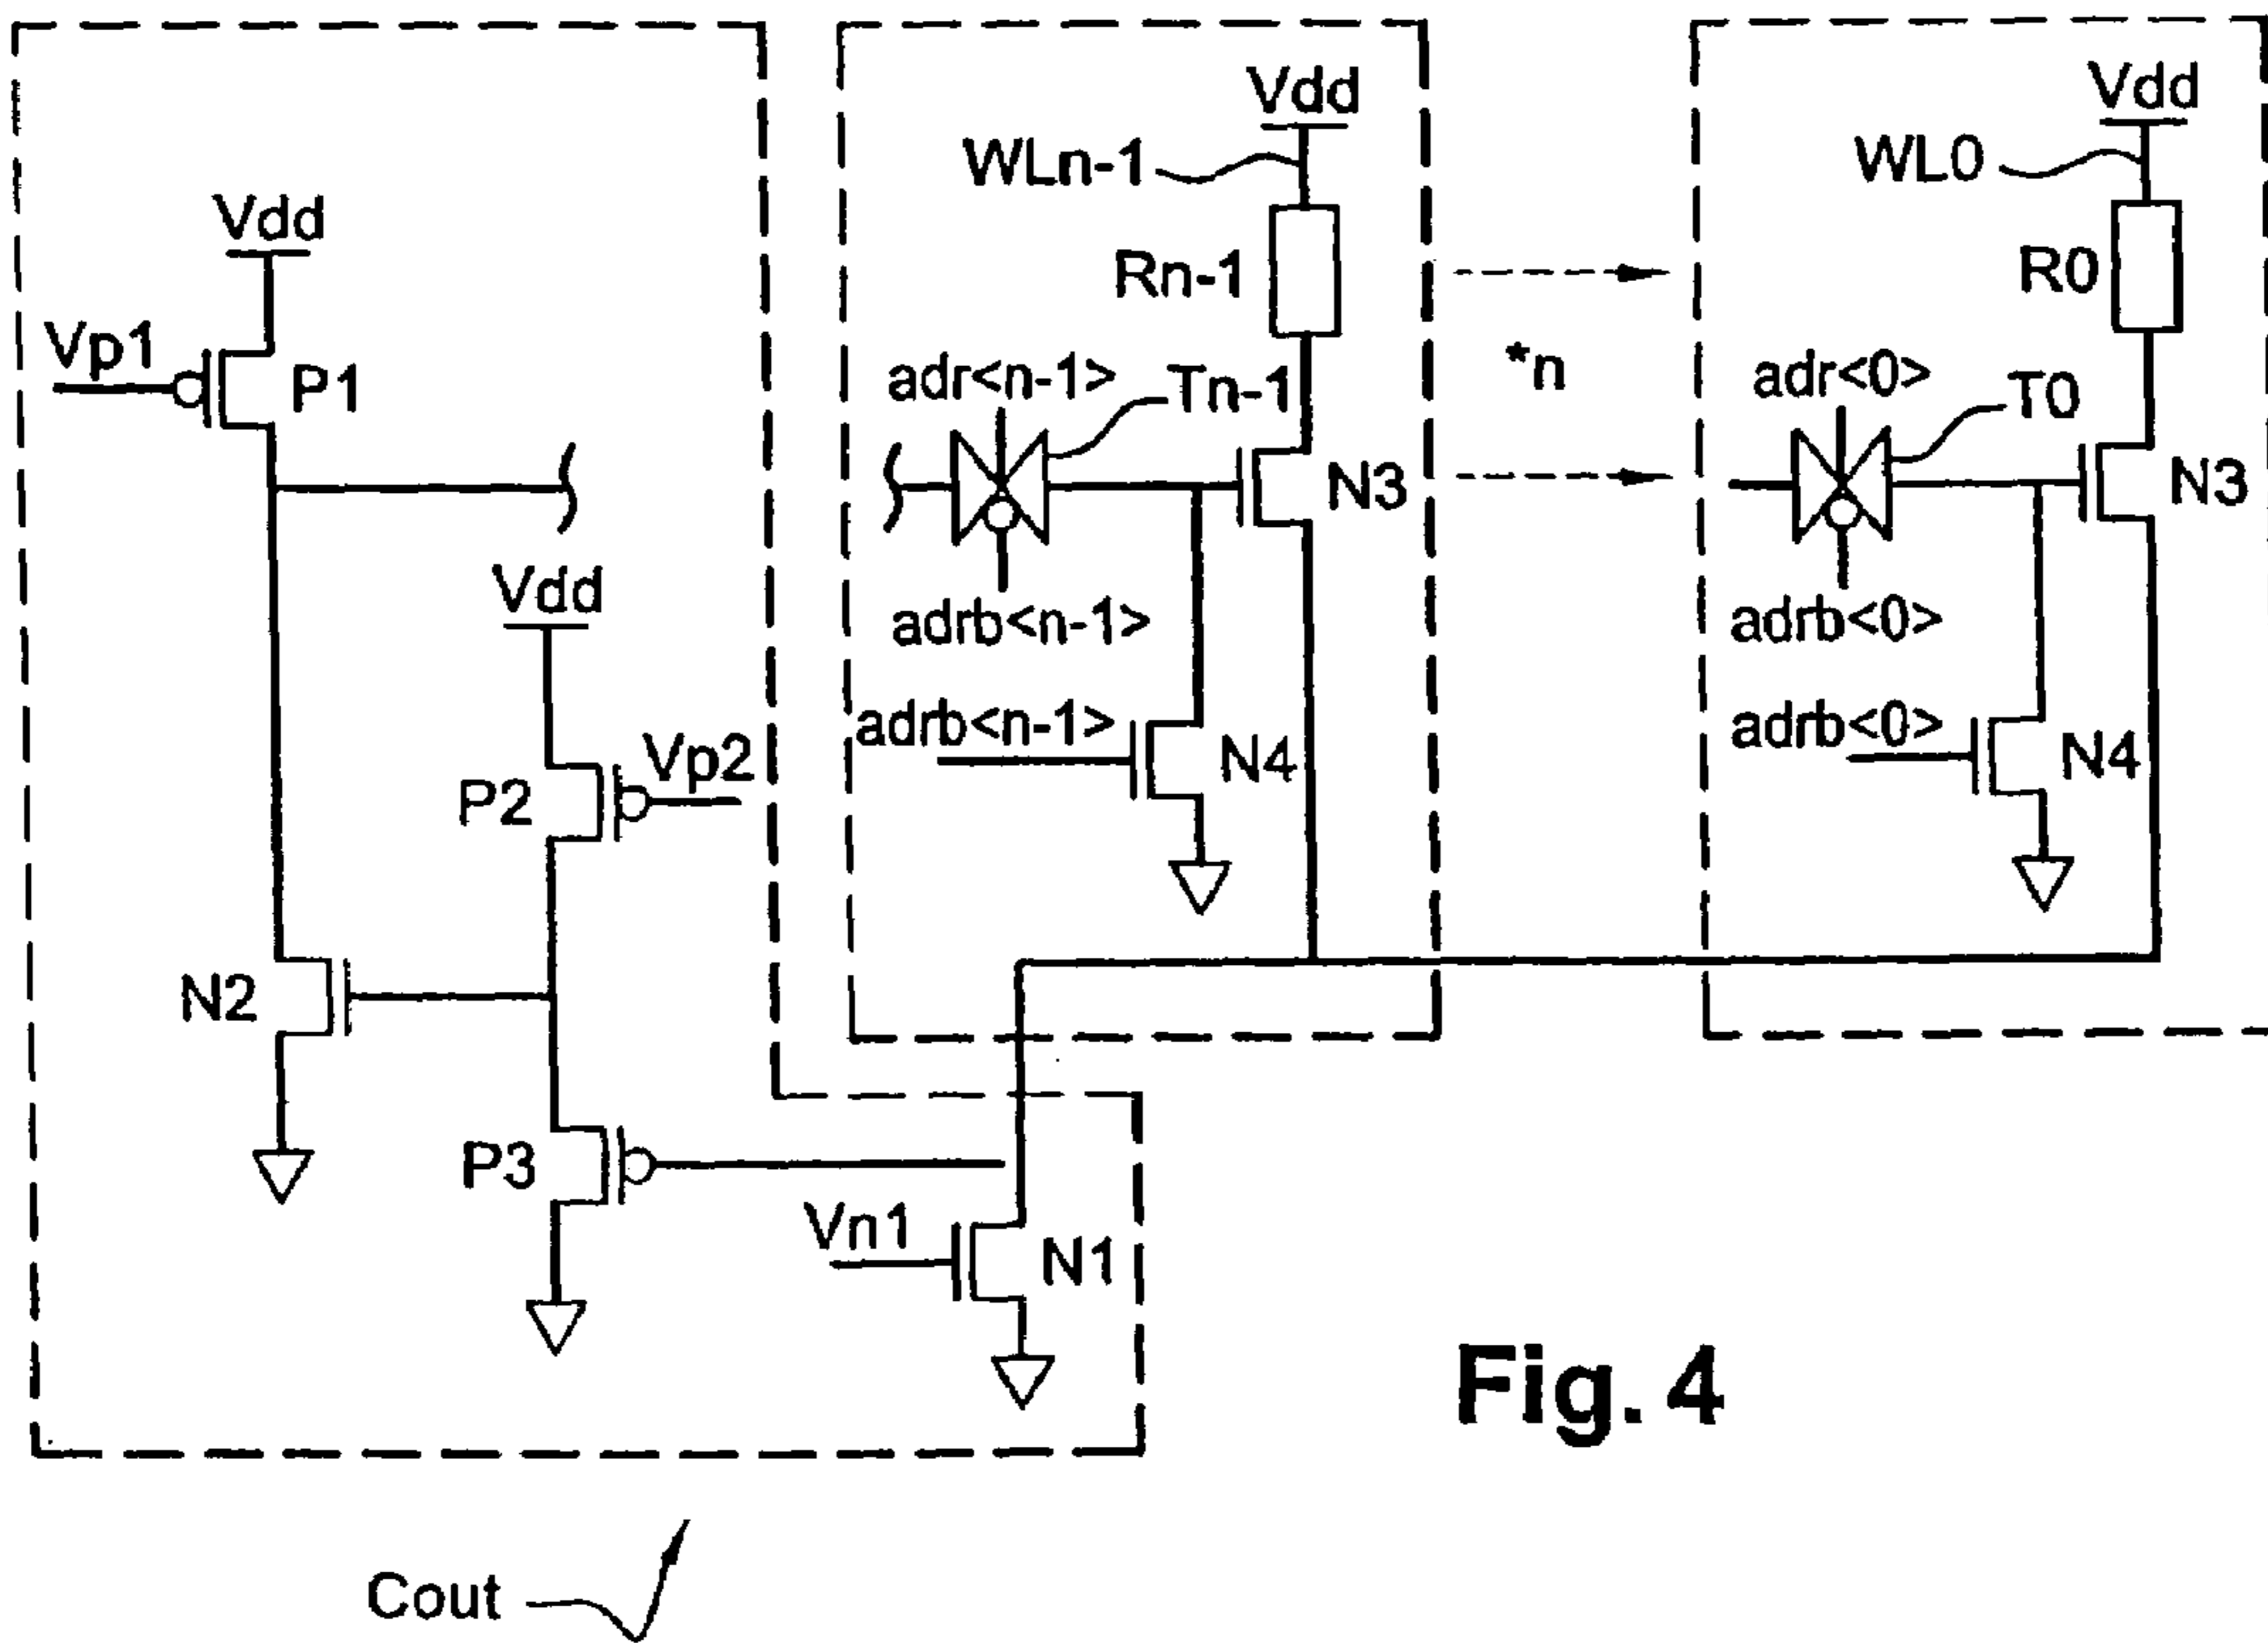 Vdd
Vp1
P1
Vdd
Vp2
P2
N2
P3
Vn1
N1
Vdd
WLn-1
Rn-1
adr<n-1>
Tn-1
N3
adrb<n-1>
adrb<n-1>
N4
*n
Vdd
WL0
R0
adr<0>
T0
N3
adrb<0>
adrb<0>
N4
Fig. 4
Cout